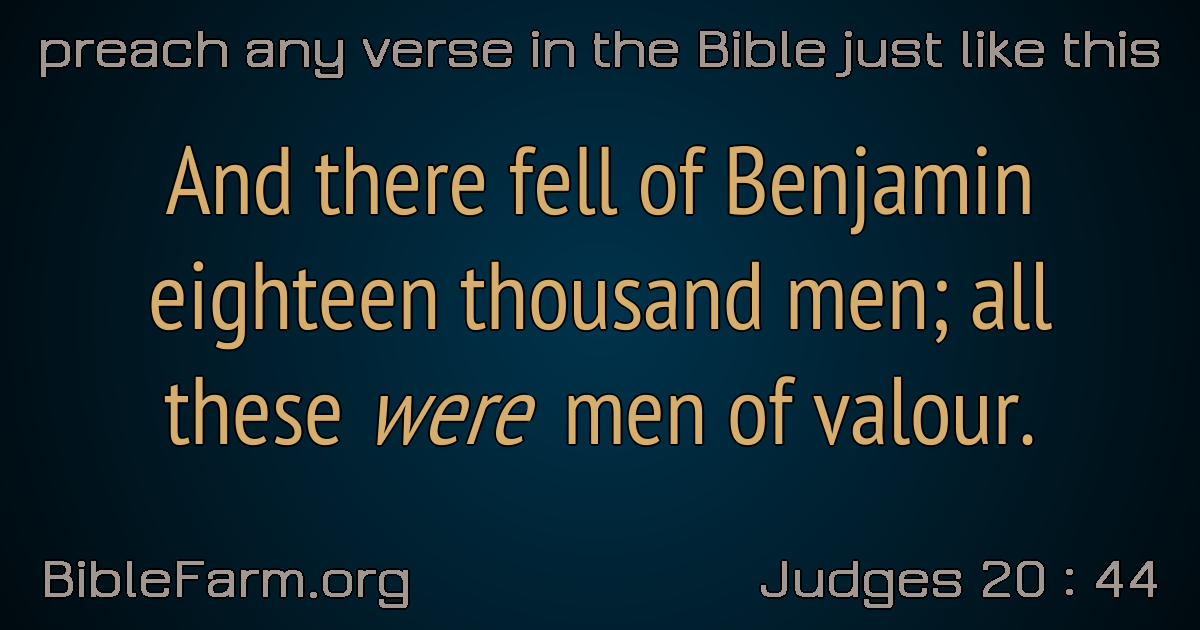 preach any verse in the Bible just like this
And there fell of Benjamin
eighteen thousand men; all
these were men of valour.
BibleFarm.org
Judges 20 : 44